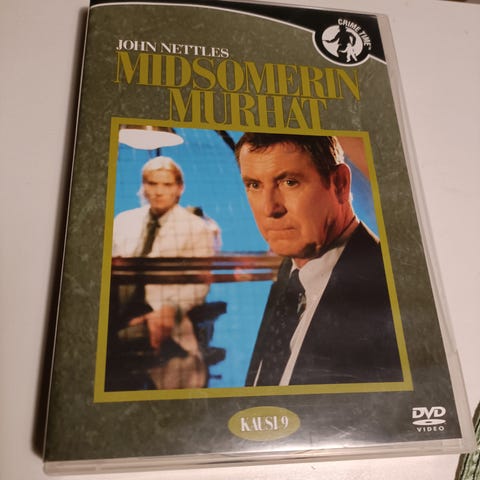 CRIME TIME
JOHN NETTLES
MIDSOMERIN
MURHAT
KAUSI 9
DVD
VIDEO